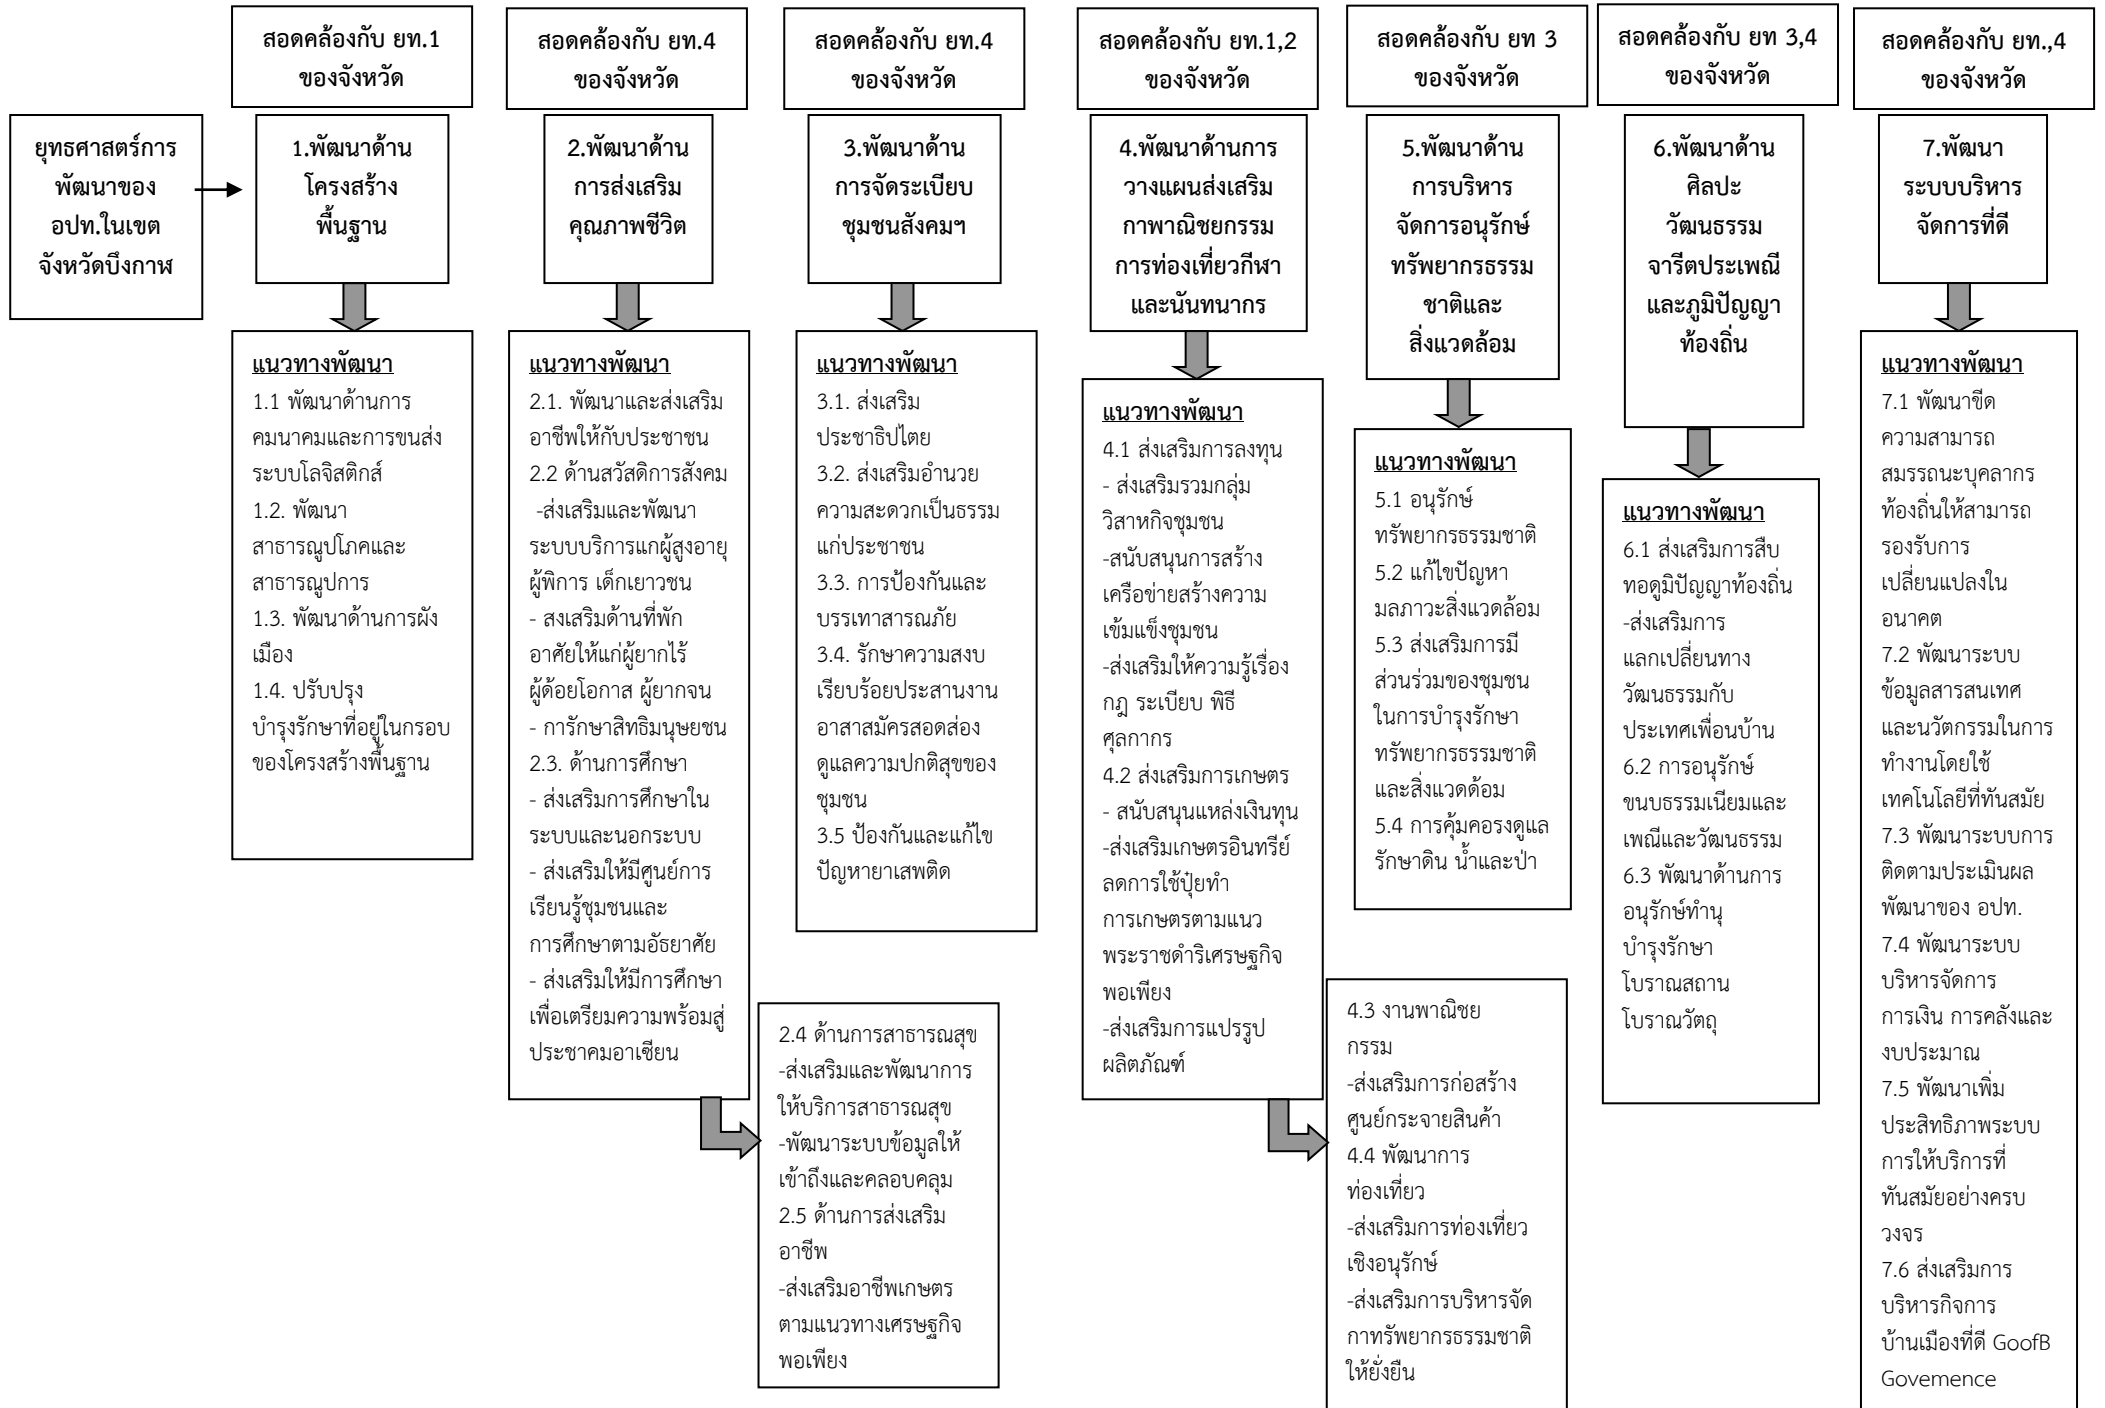 สอดคล้องกับ ยท.1
ของจังหวัด
สอดคล้องกับ ยท.4
ของจังหวัด
สอดคล้องกับ ยท.4
ของจังหวัด
สอดคล้องกับ ยท.1,2
ของจังหวัด
สอดคล้องกับ ยท 3
ของจังหวัด
สอดคล้องกับ ยท 3,4
ของจังหวัด
สอดคล้องกับ ยท.,4
ของจังหวัด
ยุทธศาสตร์การ
พัฒนาของ
อปท.ในเขต
จังหวัดบึงกาฬ
1.พัฒนาด้าน
โครงสร้าง
พื้นฐาน
2.พัฒนาด้าน
การส่งเสริม
คุณภาพชีวิต
3.พัฒนาด้าน
การจัดระเบียบ
ชุมชนสังคมฯ
4.พัฒนาด้านการ
วางแผนส่งเสริม
กาพาณิชยกรรม
การท่องเที่ยวกีฬา
และนันทนากร
5.พัฒนาด้าน
การบริหาร
จัดการอนุรักษ์
ทรัพยากรธรรม
ชาติและ
สิ่งแวดล้อม
6.พัฒนาด้าน
ศิลปะ
วัฒนธรรม
จารีตประเพณี
และภูมิปัญญา
ท้องถิ่น
7.พัฒนา
ระบบบริหาร
จัดการที่ดี
แนวทางพัฒนา
1.1 พัฒนาด้านการ
คมนาคมและการขนส่ง
ระบบโลจิสติกส์
1.2. พัฒนา
สาธารณูปโภคและ
สาธารณูปการ
1.3. พัฒนาด้านการผัง
เมือง
1.4. ปรับปรุง
บำรุงรักษาที่อยู่ในกรอบ
ของโครงสร้างพื้นฐาน
แนวทางพัฒนา
2.1. พัฒนาและส่งเสริม
อาชีพให้กับประชาชน
2.2 ด้านสวัสดิการสังคม
-ส่งเสริมและพัฒนา
ระบบบริการแกผู้สูงอายุ
ผู้พิการ เด็กเยาวชน
- สงเสริมด้านที่พัก
อาศัยให้แก่ผู้ยากไร้
ผู้ด้อยโอกาส ผู้ยากจน
- การักษาสิทธิมนุษยชน
2.3. ด้านการศึกษา
- ส่งเสริมการศึกษาใน
ระบบและนอกระบบ
- ส่งเสริมให้มีศูนย์การ
เรียนรู้ชุมชนและ
การศึกษาตามอัธยาศัย
- ส่งเสริมให้มีการศึกษา
เพื่อเตรียมความพร้อมสู่
ประชาคมอาเซียน
2.4 ด้านการสาธารณสุข
-ส่งเสริมและพัฒนาการ
ให้บริการสาธารณสุข
-พัฒนาระบบข้อมูลให้
เข้าถึงและคลอบคลุม
2.5 ด้านการส่งเสริม
อาชีพ
-ส่งเสริมอาชีพเกษตร
ตามแนวทางเศรษฐกิจ
พอเพียง
แนวทางพัฒนา
3.1. ส่งเสริม
ประชาธิปไตย
3.2. ส่งเสริมอำนวย
ความสะดวกเป็นธรรม
แก่ประชาชน
3.3. การป้องกันและ
บรรเทาสารณภัย
3.4. รักษาความสงบ
เรียบร้อยประสานงาน
อาสาสมัครสอดส่อง
ดูแลความปกติสุขของ
ชุมชน
3.5 ป้องกันและแก้ไข
ปัญหายาเสพติด
แนวทางพัฒนา
4.1 ส่งเสริมการลงทุน
- ส่งเสริมรวมกลุ่ม
วิสาหกิจชุมชน
-สนับสนุนการสร้าง
เครือข่ายสร้างความ
เข้มแข็งชุมชน
-ส่งเสริมให้ความรู้เรื่อง
กฎ ระเบียบ พิธี
ศุลกากร
4.2 ส่งเสริมการเกษตร
- สนับสนุนแหล่งเงินทุน
-ส่งเสริมเกษตรอินทรีย์
ลดการใช้ปุ๋ยทำ
การเกษตรตามแนว
พระราชดำริเศรษฐกิจ
พอเพียง
-ส่งเสริมการแปรรูป
ผลิตภัณฑ์
4.3 งานพาณิชย
กรรม
-ส่งเสริมการก่อสร้าง
ศูนย์กระจายสินค้า
4.4 พัฒนาการ
ท่องเที่ยว
-ส่งเสริมการท่องเที่ยว
เชิงอนุรักษ์
-ส่งเสริมการบริหารจัด
กาทรัพยากรธรรมชาติ
ให้ยั่งยืน
แนวทางพัฒนา
5.1 อนุรักษ์
ทรัพยากรธรรมชาติ
5.2 แก้ไขปัญหา
มลภาวะสิ่งแวดล้อม
5.3 ส่งเสริมการมี
ส่วนร่วมของชุมชน
ในการบำรุงรักษา
ทรัพยากรธรรมชาติ
และสิ่งแวดด้อม
5.4 การคุ้มคอรงดูแล
รักษาดิน น้ำและป่า
แนวทางพัฒนา
6.1 ส่งเสริมการสืบ
ทอดูมิปัญญาท้องถิ่น
-ส่งเสริมการ
แลกเปลี่ยนทาง
วัฒนธรรมกับ
ประเทศเพื่อนบ้าน
6.2 การอนุรักษ์
ขนบธรรมเนียมและ
เพณีและวัฒนธรรม
6.3 พัฒนาด้านการ
อนุรักษ์ทำนุ
บำรุงรักษา
โบราณสถาน
โบราณวัตถุ
แนวทางพัฒนา
7.1 พัฒนาขีด
ความสามารถ
สมรรถนะบุคลากร
ท้องถิ่นให้สามารถ
รองรับการ
เปลี่ยนแปลงใน
อนาคต
7.2 พัฒนาระบบ
ข้อมูลสารสนเทศ
และนวัตกรรมในการ
ทำงานโดยใช้
เทคโนโลยีที่ทันสมัย
7.3 พัฒนาระบบการ
ติดตามประเมินผล
พัฒนาของ อปท.
7.4 พัฒนาระบบ
บริหารจัดการ
การเงิน การคลังและ
งบประมาณ
7.5 พัฒนาเพิ่ม
ประสิทธิภาพระบบ
การให้บริการที่
ทันสมัยอย่างครบ
วงจร
7.6 ส่งเสริมการ
บริหารกิจการ
บ้านเมืองที่ดี GoofB
Govemence